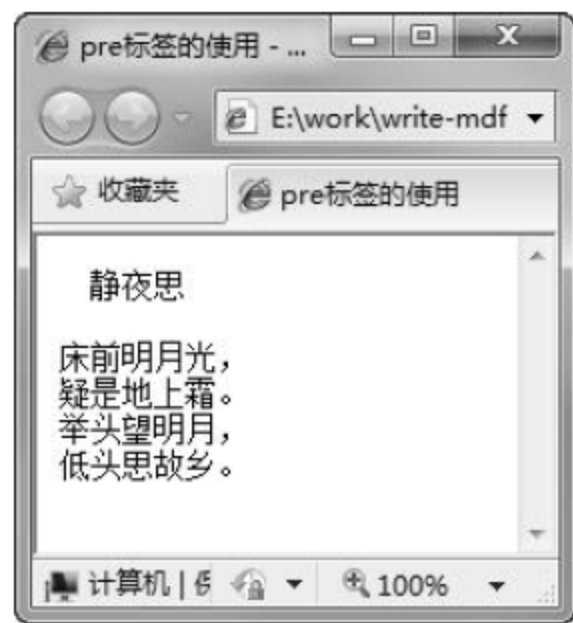 pre标签的使用 - ...
E:\work\write-mdf
收藏夹 pre标签的使用
静夜思
床前明月光，
疑是地上霜。
举头望明月，
低头思故乡。
计算机 | 100%